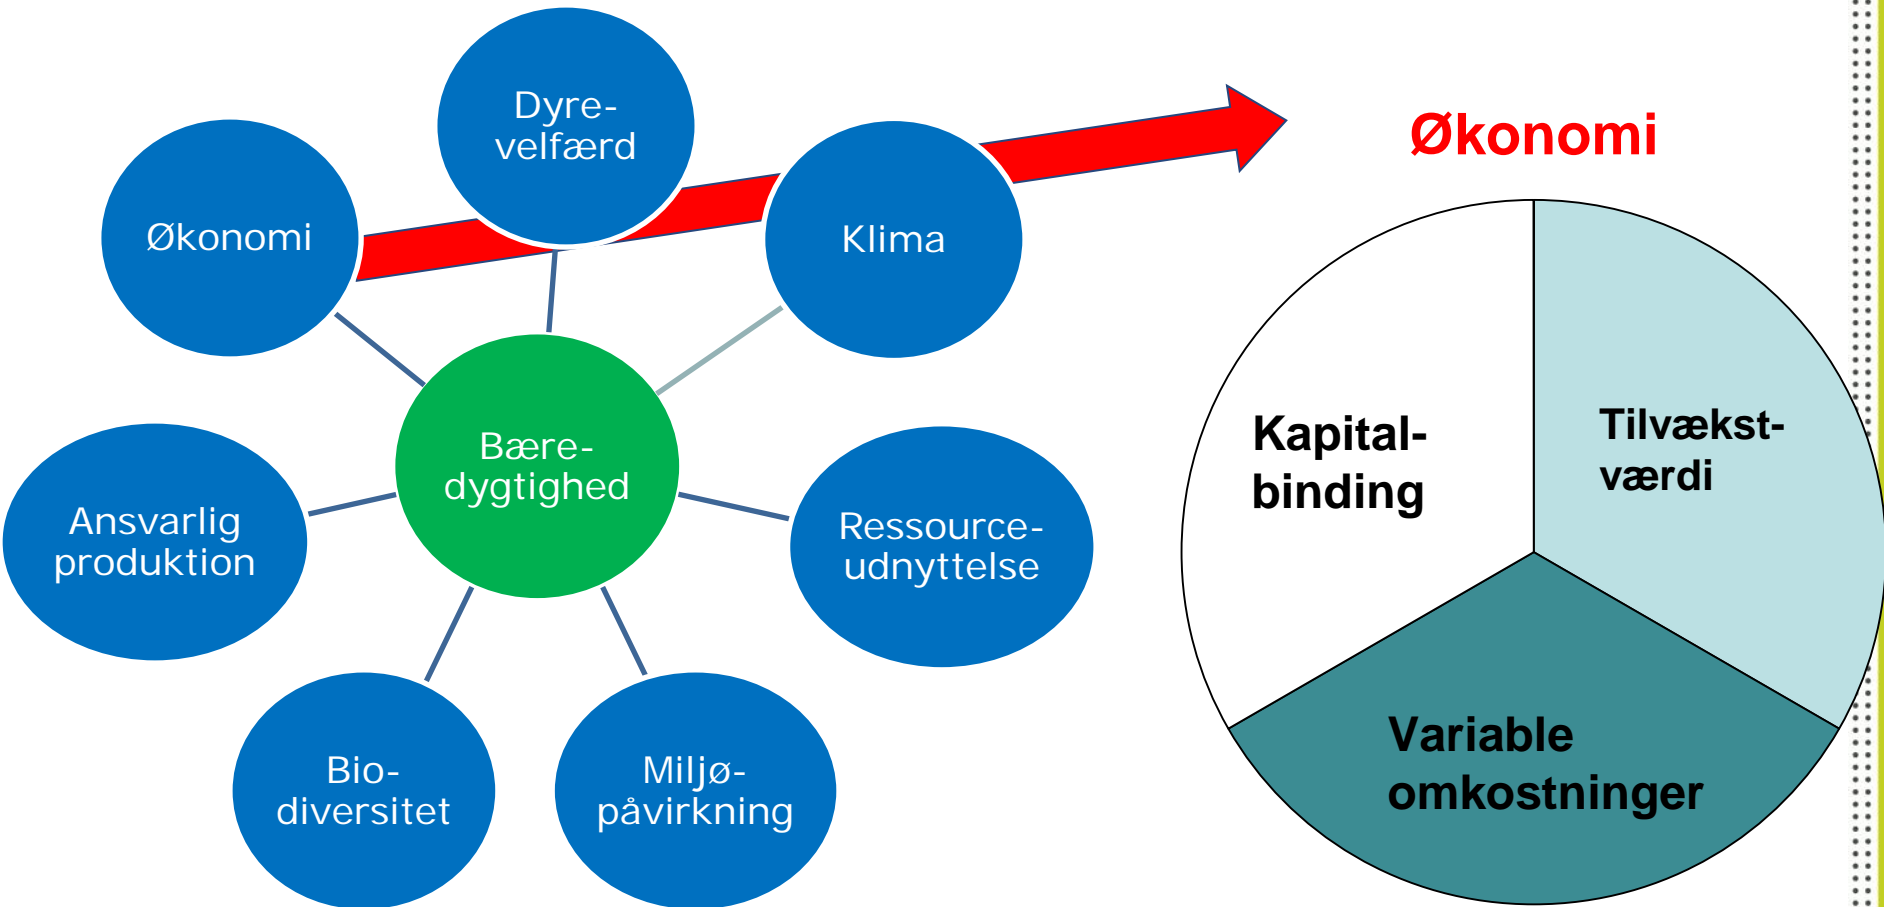 Dyre-
velfærd
Økonomi
Klima
Bære-
dygtighed
Ansvarlig
produktion
Ressource-
udnyttelse
Bio-
diversitet
Miljø-
påvirkning
Økonomi
Kapital-
binding
Tilvækst-
værdi
Variable
omkostninger